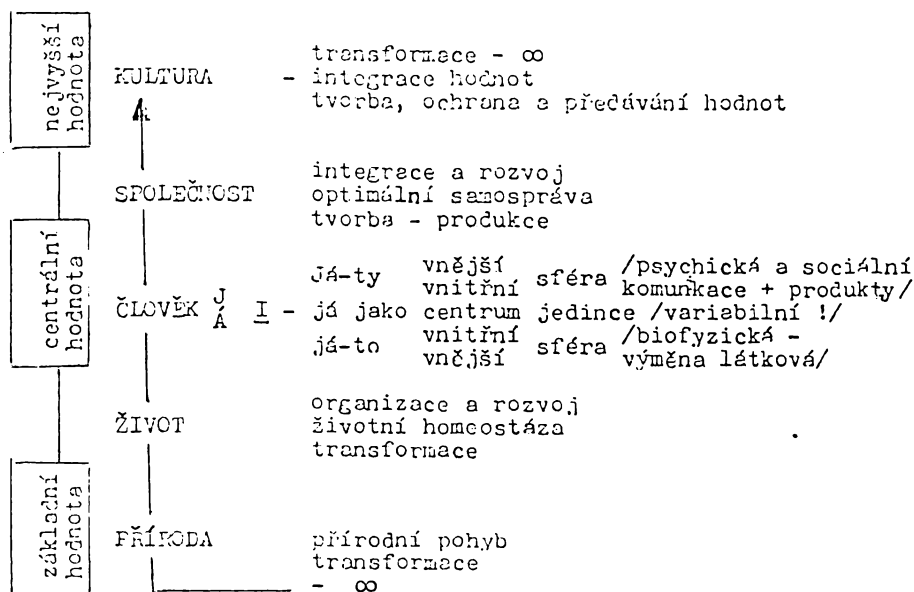 nejvyšší
hodnota
KULTURA
transformace - ∞
- integrace hodnot
tvorba, ochrana a předávání hodnot
SPOLEČNOST
integrace a rozvoj
optimální samospráva
tvorba - produkce
centrální
hodnota
ČLOVĚK J Á I -
Já-ty vnější vnitřní sféra /psychická a sociální komunkace + produkty/
já jako centrum jedince /variabilní !/
já-to vnitřní vnější sféra /biofyzická - výměna látková/
ŽIVOT
organizace a rozvoj
životní homeostáza
transformace
základní
hodnota
PŘÍRODA
přírodní pohyb
transformace
- ∞